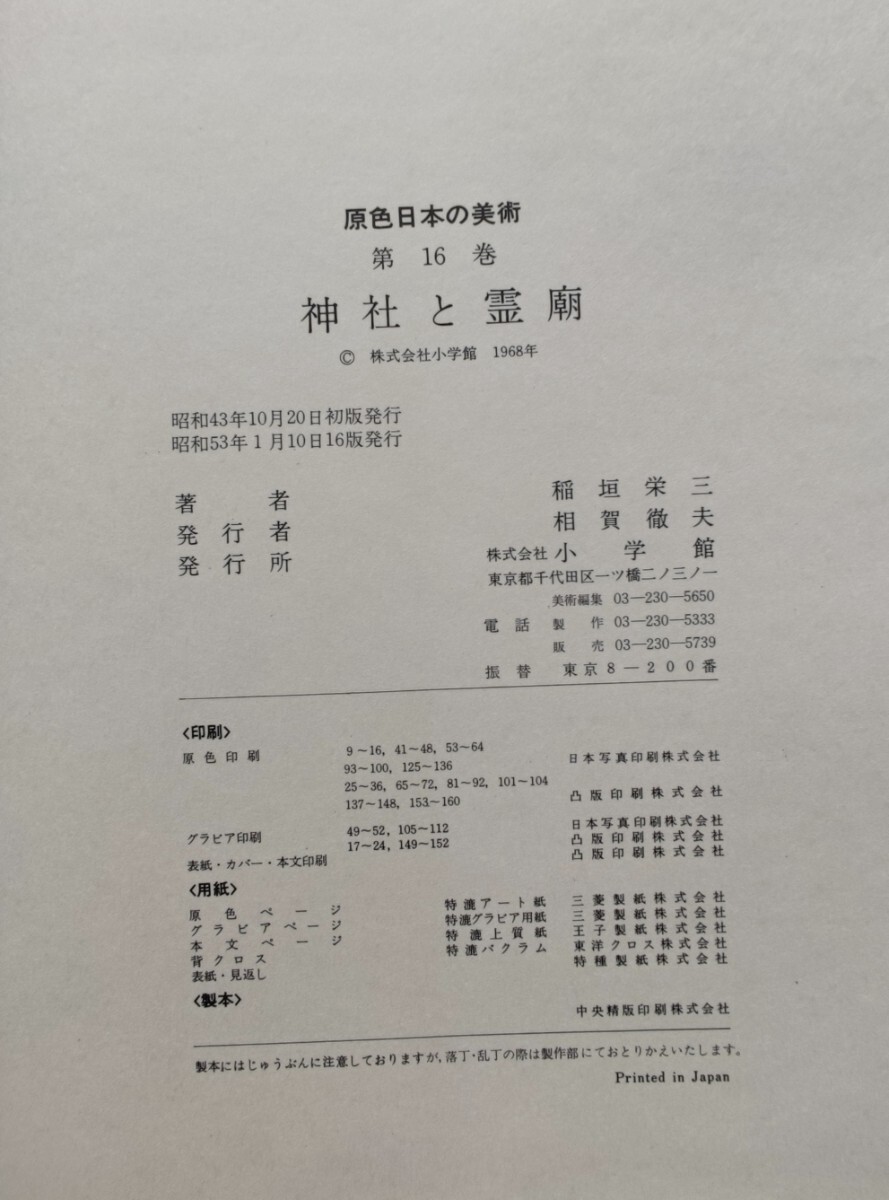 原色日本の美術
第 16 巻
神社と霊廟
© 株式会社小学館 1968年
昭和43年10月20日初版発行
昭和53年1月10日16版発行
著者 稲垣栄三
発行者 相賀徹夫
発行所 株式会社 小学館
東京都千代田区一ツ橋二ノ三ノ一
美術編集 03—230—5650
電話 製作 03—230—5333
販売 03—230—5739
振替 東京8—200番
〈印刷〉
原色印刷 9～16, 41～48, 53～64 日本写真印刷株式会社
93～100, 125～136
25～36, 65～72, 81～92, 101～104 凸版印刷株式会社
137～148, 153～160
グラビア印刷 49～52, 105～112 日本写真印刷株式会社
17～24, 149～152 凸版印刷株式会社
表紙・カバー・本文印刷 凸版印刷株式会社
〈用紙〉
原色ページ 特漉アート紙 三菱製紙株式会社
グラビアページ 特漉グラビア用紙 三菱製紙株式会社
本文ページ 特漉上質紙 王子製紙株式会社
背クロス 特漉バクラム 東洋クロス株式会社
表紙・見返し 特種製紙株式会社
〈製本〉 中央精版印刷株式会社
製本にはじゅうぶんに注意しておりますが,落丁・乱丁の際は製作部にておとりかえいたします。
Printed in Japan